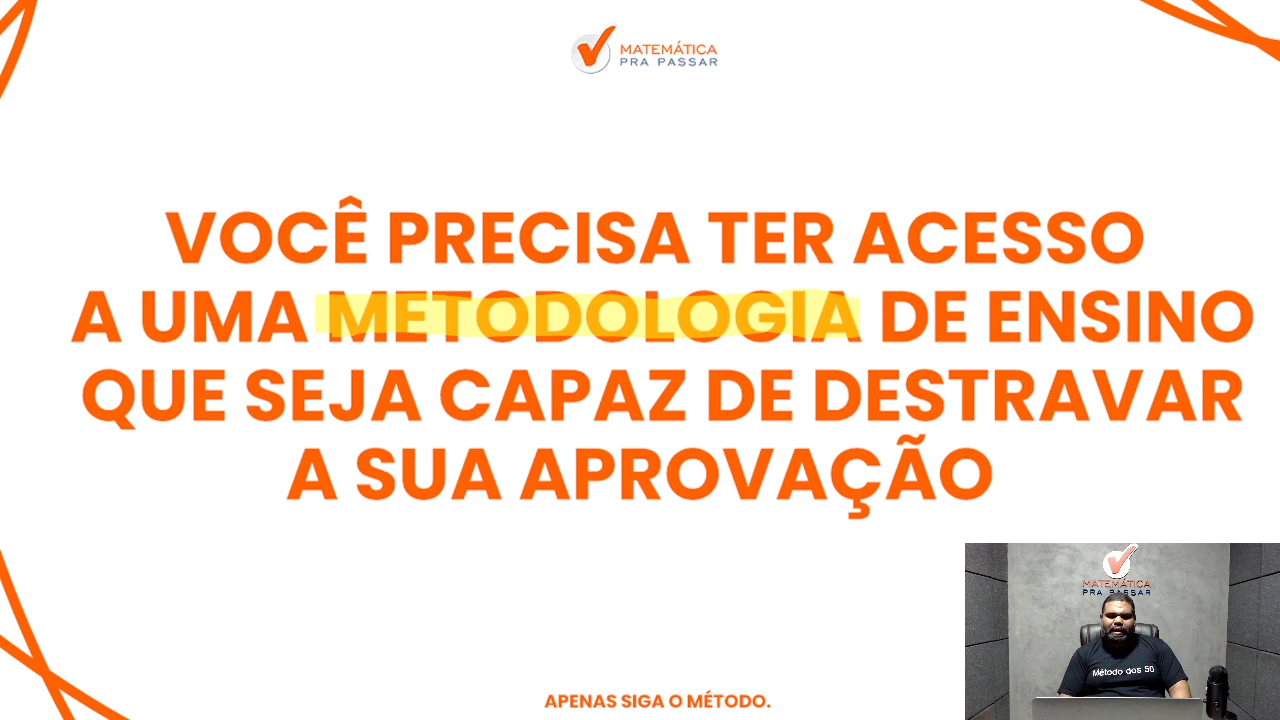 MATEMÁTICA
PRA PASSAR
VOCÊ PRECISA TER ACESSO
A UMA METODOLOGIA DE ENSINO
QUE SEJA CAPAZ DE DESTRAVAR
A SUA APROVAÇÃO
MATEMÁTICA
PRA PASSAR
Método dos 50
APENAS SIGA O MÉTODO.